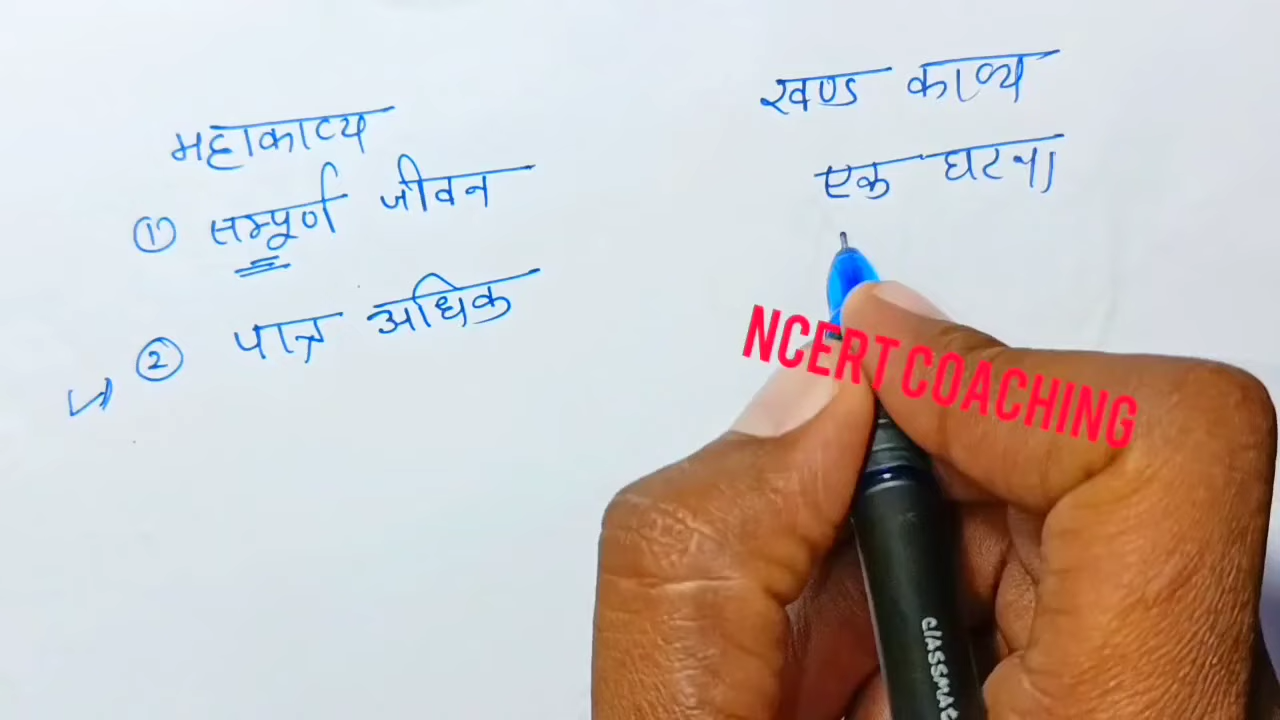 महाकाव्य
① सम्पूर्ण जीवन
② पात्र अधिक
खण्ड काव्य
एक घटना
NCERT COACHING
classmate